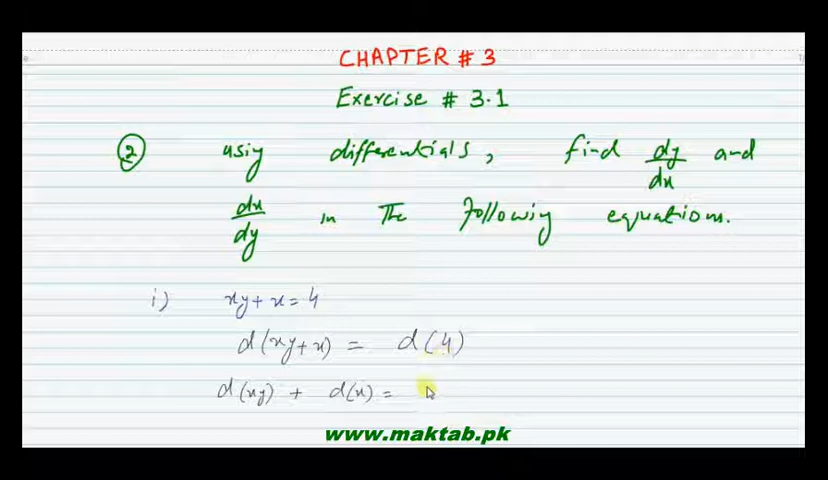 CHAPTER # 3
Exercise # 3.1
2 using differentials, find dy/dx and
dx/dy in The following equations.
i) xy + x = 4
d(xy+x) = d(4)
d(xy) + d(x) =
www.maktab.pk